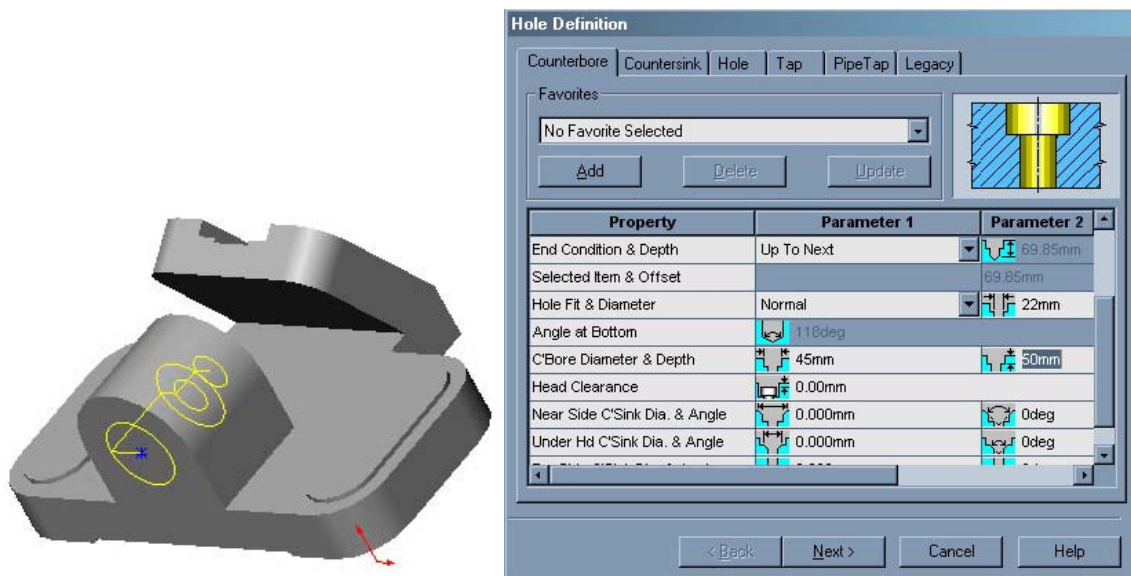 Hole Definition
Counterbore Countersink Hole Tap PipeTap Legacy
Favorites
No Favorite Selected
Add Delete Update
Property Parameter 1 Parameter 2
End Condition & Depth Up To Next 69.85mm
Selected Item & Offset 69.85mm
Hole Fit & Diameter Normal 22mm
Angle at Bottom 118deg
C'Bore Diameter & Depth 45mm 50mm
Head Clearance 0.00mm
Near Side C'Sink Dia. & Angle 0.000mm 0deg
Under Hd C'Sink Dia. & Angle 0.000mm 0deg
< Back Next > Cancel Help